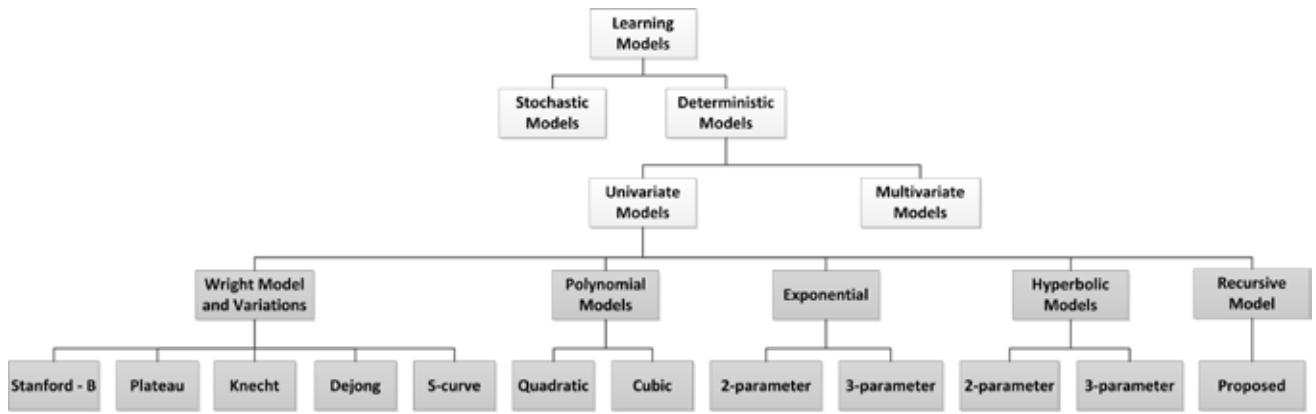 Learning
Models
Stochastic
Models
Deterministic
Models
Univariate
Models
Multivariate
Models
Wright Model
and Variations
Polynomial
Models
Exponential
Hyperbolic
Models
Recursive
Model
Stanford - B
Plateau
Knecht
Dejong
S-curve
Quadratic
Cubic
2-parameter
3-parameter
2-parameter
3-parameter
Proposed